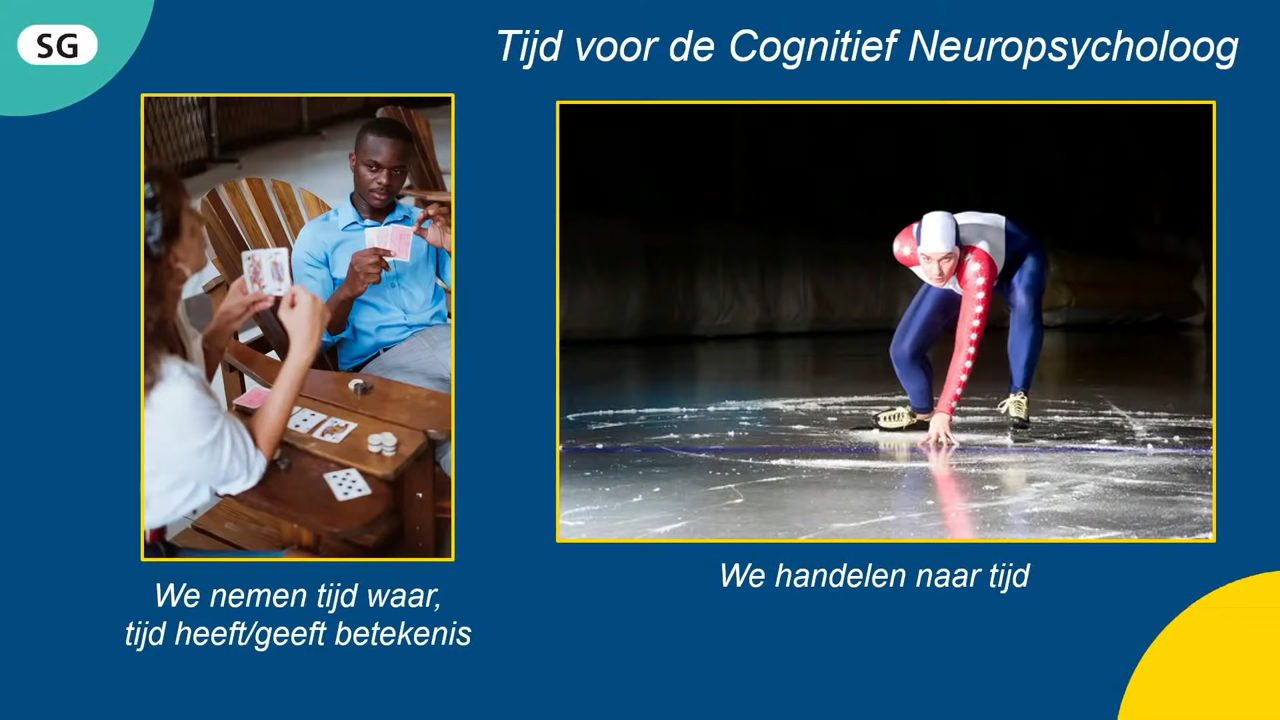 SG
Tijd voor de Cognitief Neuropsycholoog
We nemen tijd waar,
tijd heeft/geeft betekenis
We handelen naar tijd